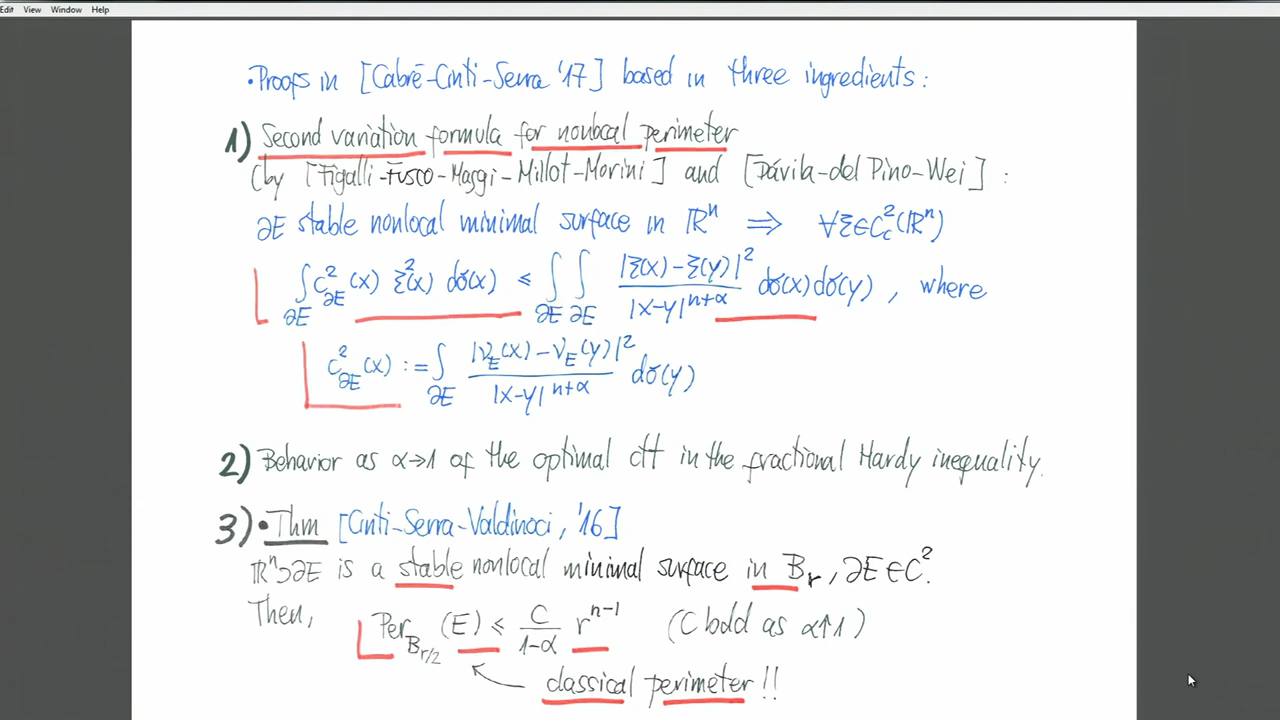 Edit View Window Help
• Proofs in [Cabré-Cinti-Serra '17] based in three ingredients:
1) Second variation formula for nonlocal perimeter
(by [Figalli-Fusco-Maggi-Millot-Morini] and [Dávila-del Pino-Wei]:
∂E stable nonlocal minimal surface in ℝⁿ ⟹ ∀ξ∈C_c^2(ℝⁿ)
∫_{∂E} c²_{∂E}(x) ξ²(x) dσ(x) ≤ ∫_{∂E} ∫_{∂E} |ξ(x)-ξ(y)|² / |x-y|^{n+α} dσ(x)dσ(y), where
c²_{∂E}(x) := ∫_{∂E} |ν_E(x)-ν_E(y)|² / |x-y|^{n+α} dσ(y)
2) Behavior as α→1 of the optimal ctt in the fractional Hardy inequality.
3) • Thm [Cinti-Serra-Valdinoci, '16]
ℝⁿ⊃∂E is a stable nonlocal minimal surface in B_r, ∂E∈C².
Then,
Per_{B_{r/2}}(E) ≤ C/(1-α) r^{n-1} (C bdd as α↑1)
classical perimeter!!